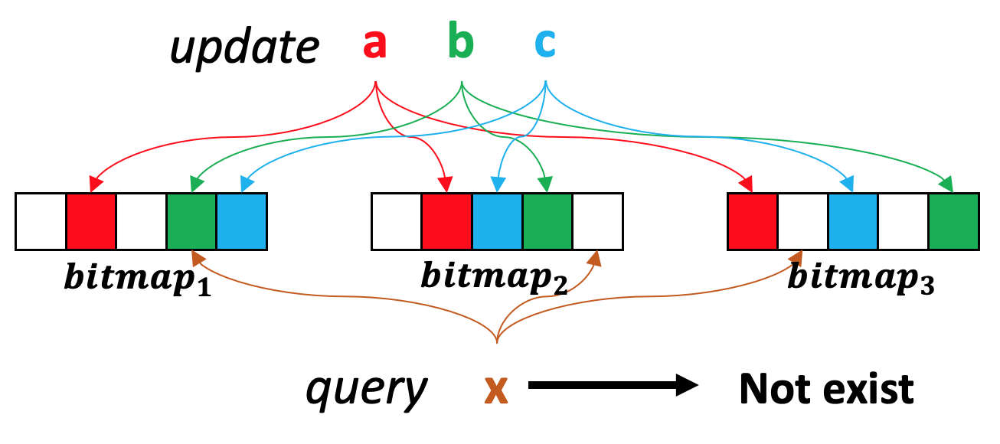 update a b c
bitmap₁ bitmap₂ bitmap₃
query x Not exist